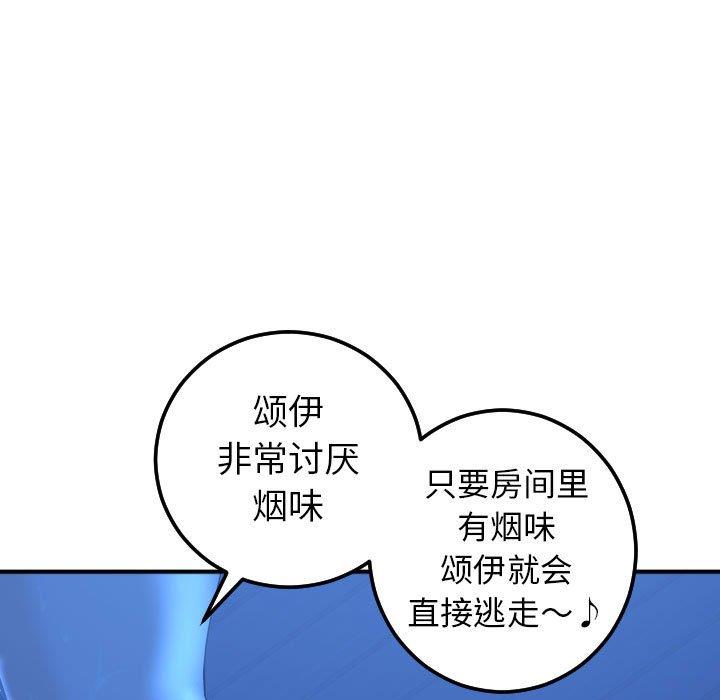 颂伊
非常讨厌
烟味
只要房间里
有烟味
颂伊就会
直接逃走～♪